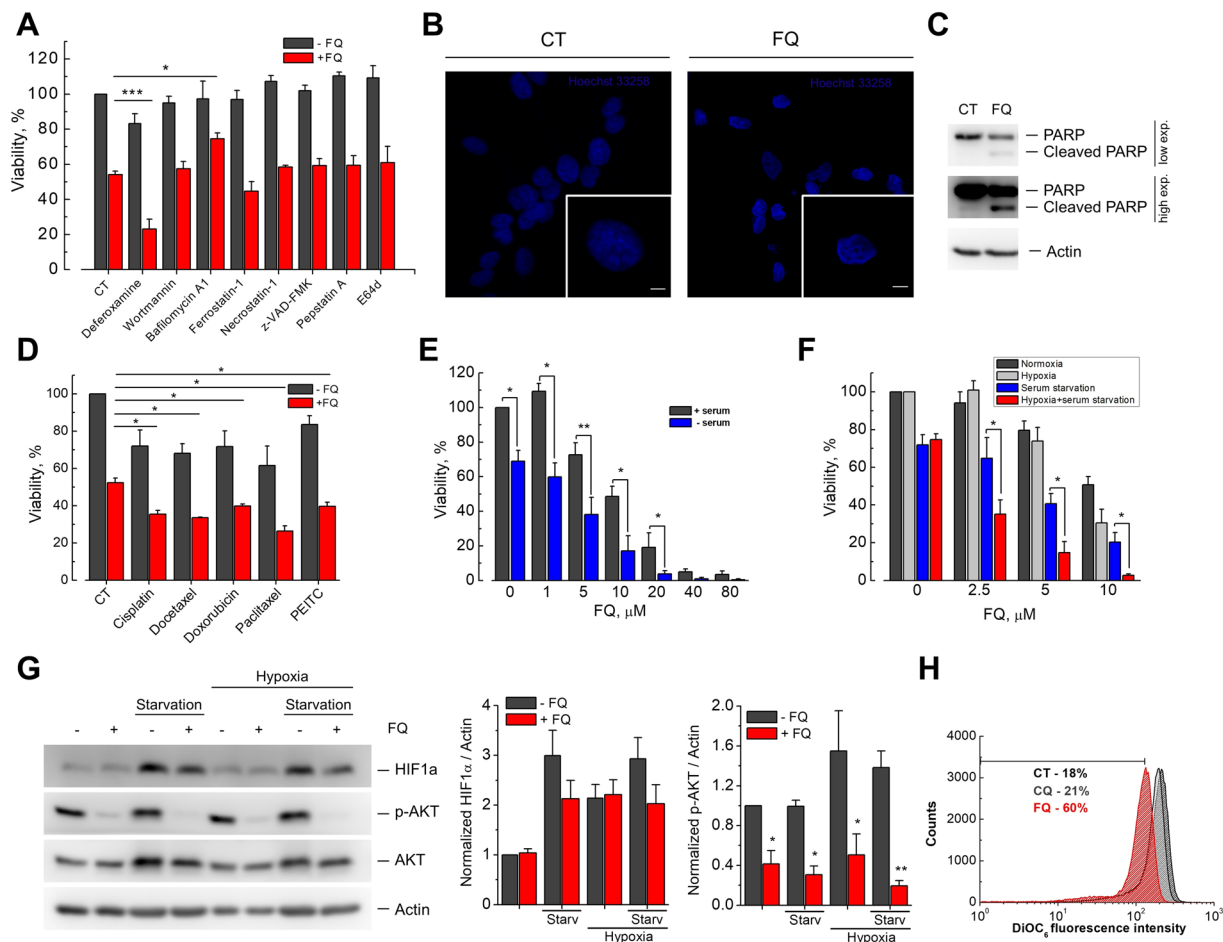 A
- FQ
+FQ
*
***
Viability, %
120
100
80
60
40
20
0
CT
Deferoxamine
Wortmannin
Bafilomycin A1
Ferrostatin-1
Necrostatin-1
z-VAD-FMK
Pepstatin A
E64d
B
CT
FQ
Hoechst 33258
Hoechst 33258
C
CT FQ
PARP
Cleaved PARP
low exp.
PARP
Cleaved PARP
high exp.
Actin
D
- FQ
+FQ
*
*
*
*
*
Viability, %
100
80
60
40
20
0
CT
Cisplatin
Docetaxel
Doxorubicin
Paclitaxel
PEITC
E
+ serum
- serum
*
*
**
*
*
Viability, %
120
100
80
60
40
20
0
0 1 5 10 20 40 80
FQ, μM
F
Normoxia
Hypoxia
Serum starvation
Hypoxia+serum starvation
*
*
*
Viability, %
100
80
60
40
20
0
0 2.5 5 10
FQ, μM
G
Hypoxia
Starvation Starvation
- + - + - + - + FQ
HIF1a
p-AKT
AKT
Actin
- FQ
+ FQ
Normalized HIF1α / Actin
4
3
2
1
0
Starv Starv
Hypoxia
- FQ
+ FQ
Normalized p-AKT / Actin
2.0
1.6
1.2
0.8
0.4
0.0
* * * **
Starv Starv
Hypoxia
H
CT - 18%
CQ - 21%
FQ - 60%
Counts
4000
3000
2000
1000
0
10⁰ 10¹ 10² 10³
DiOC₆ fluorescence intensity